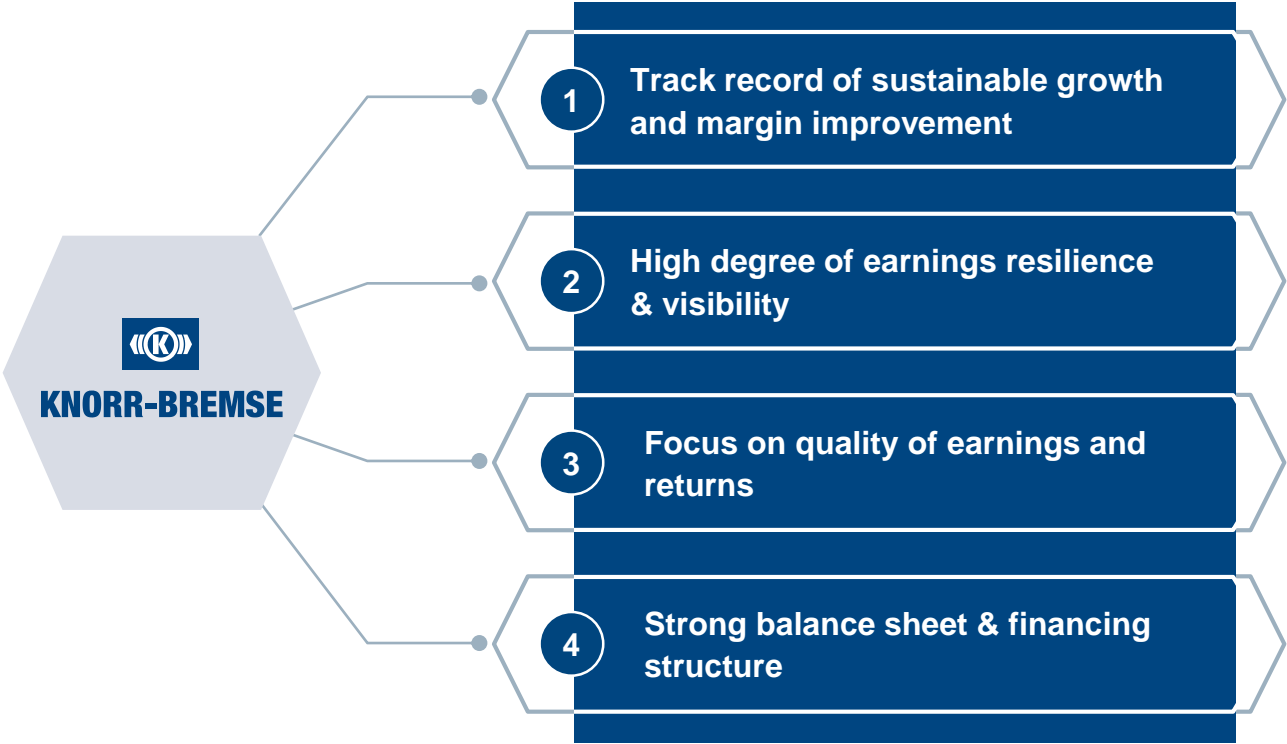 1
Track record of sustainable growth
and margin improvement
2
High degree of earnings resilience
& visibility
K
KNORR-BREMSE
3
Focus on quality of earnings and
returns
4
Strong balance sheet & financing
structure